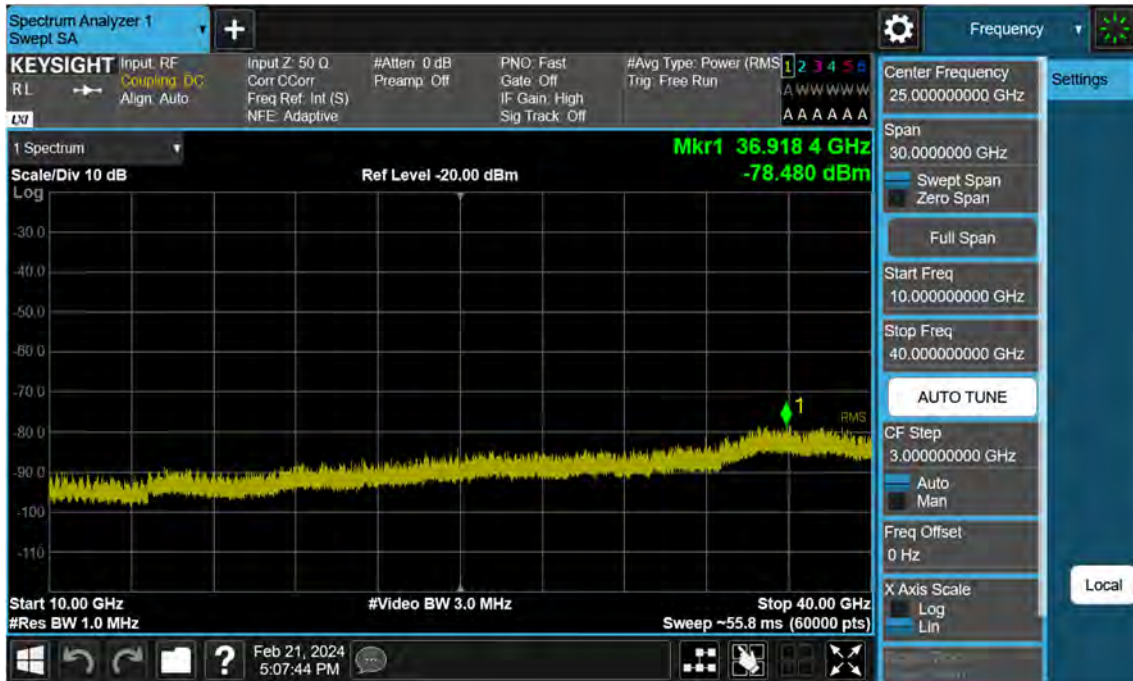 Spectrum Analyzer 1
Swept SA
Frequency
KEYSIGHT
RL
LXI
Input: RF
Coupling: DC
Align: Auto
Input Z: 50 Ω
Corr CCorr
Freq Ref: Int (S)
NFE: Adaptive
#Atten: 0 dB
Preamp: Off
PNO: Fast
Gate: Off
IF Gain: High
Sig Track: Off
#Avg Type: Power (RMS
Trig: Free Run
1 2 3 4 5 6
A W W W W W
A A A A A A
1 Spectrum
Scale/Div 10 dB
Ref Level -20.00 dBm
Mkr1 36.918 4 GHz
-78.480 dBm
Log
-30.0
-40.0
-50.0
-60.0
-70.0
-80.0
-90.0
-100
-110
1
RMS
Start 10.00 GHz
#Video BW 3.0 MHz
Stop 40.00 GHz
#Res BW 1.0 MHz
Sweep ~55.8 ms (60000 pts)
Feb 21, 2024
5:07:44 PM
Center Frequency
25.000000000 GHz
Span
30.0000000 GHz
Swept Span
Zero Span
Full Span
Start Freq
10.000000000 GHz
Stop Freq
40.000000000 GHz
AUTO TUNE
CF Step
3.000000000 GHz
Auto
Man
Freq Offset
0 Hz
X Axis Scale
Log
Lin
Settings
Local